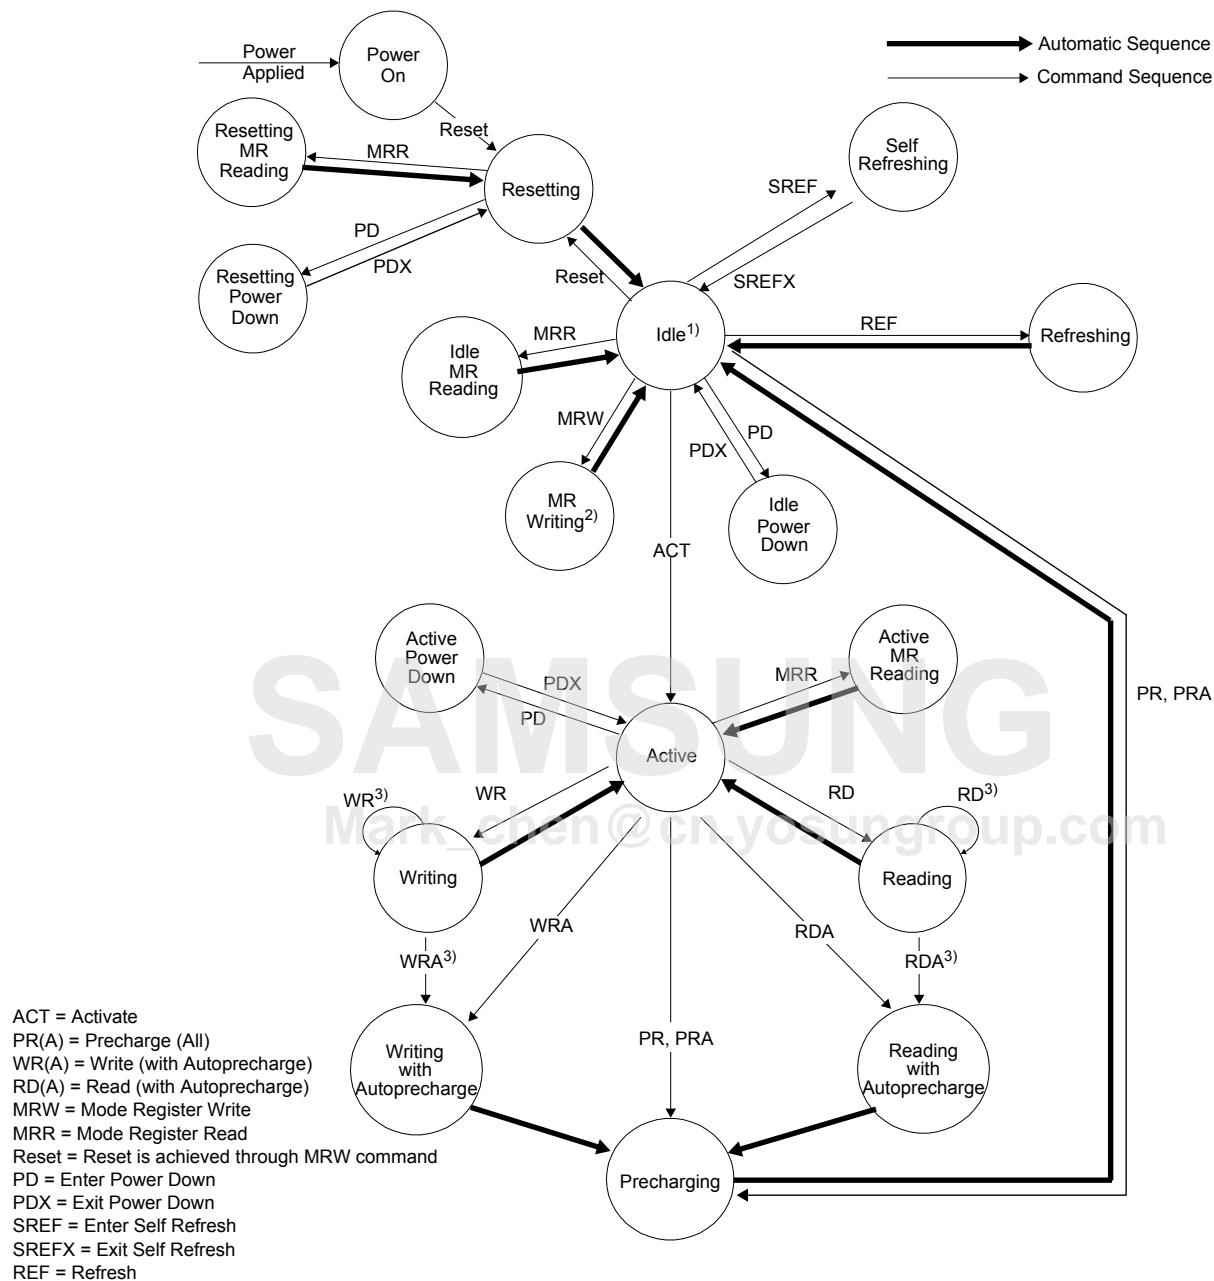 Power
Applied
Power
On
Automatic Sequence
Command Sequence
Reset
Resetting
MR
Reading
MRR
Resetting
Self
Refreshing
SREF
PD
PDX
Resetting
Power
Down
Reset
SREFX
Idle1)
REF
Refreshing
MRR
Idle
MR
Reading
MRW
PD
PDX
MR
Writing2)
Idle
Power
Down
ACT
Active
Power
Down
Active
MR
Reading
PDX
PD
MRR
PR, PRA
SAMSUNG
Active
WR3)
WR
RD
RD3)
Mark_chen@cn.yosungroup.com
Writing
Reading
WRA
RDA
WRA3)
RDA3)
PR, PRA
Writing
with
Autoprecharge
Reading
with
Autoprecharge
Precharging
ACT = Activate
PR(A) = Precharge (All)
WR(A) = Write (with Autoprecharge)
RD(A) = Read (with Autoprecharge)
MRW = Mode Register Write
MRR = Mode Register Read
Reset = Reset is achieved through MRW command
PD = Enter Power Down
PDX = Exit Power Down
SREF = Enter Self Refresh
SREFX = Exit Self Refresh
REF = Refresh